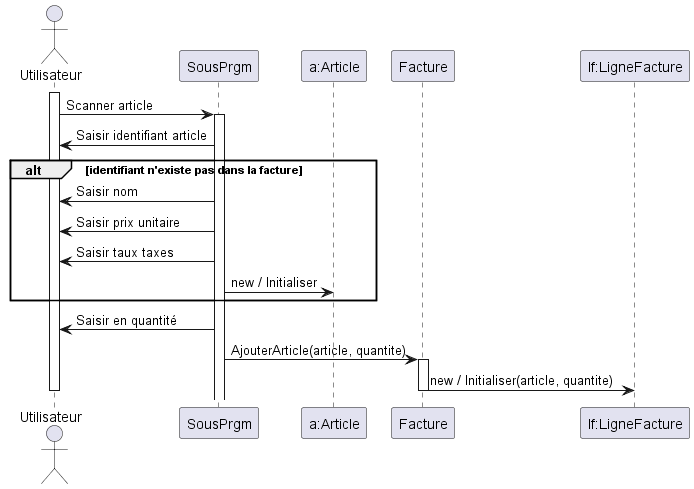 Utilisateur
SousPrgm
a:Article
Facture
lf:LigneFacture
Scanner article
Saisir identifiant article
alt
[identifiant n'existe pas dans la facture]
Saisir nom
Saisir prix unitaire
Saisir taux taxes
new / Initialiser
Saisir en quantité
AjouterArticle(article, quantite)
new / Initialiser(article, quantite)
Utilisateur
SousPrgm
a:Article
Facture
lf:LigneFacture